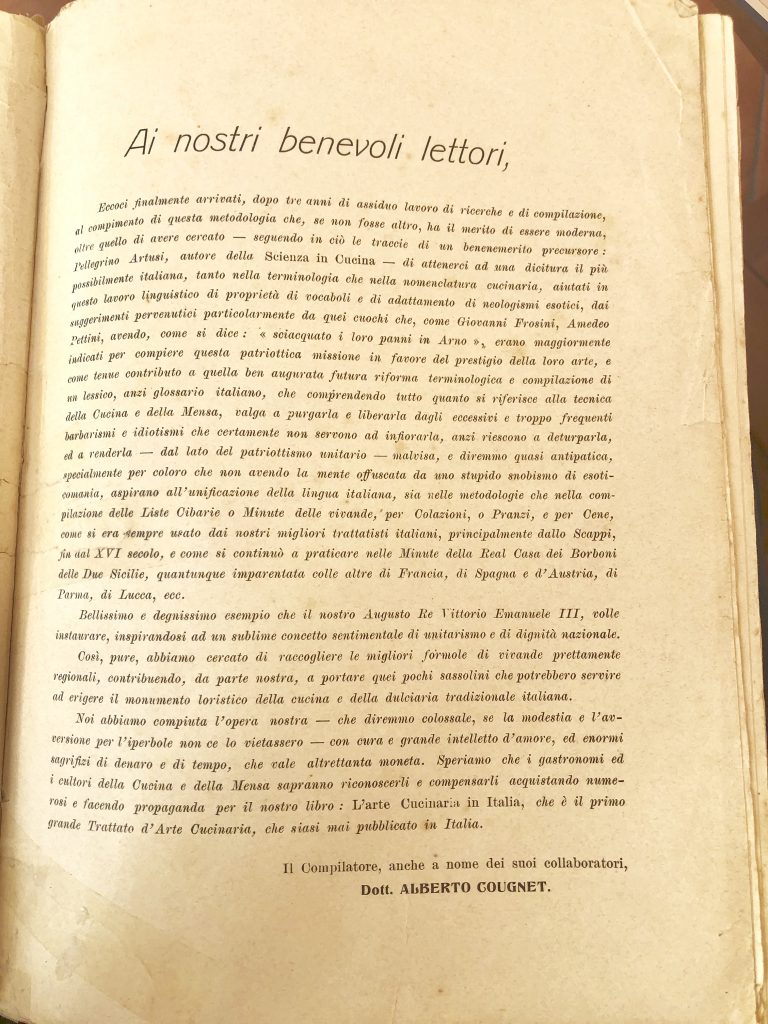 Ai nostri benevoli lettori,
Eccoci finalmente arrivati, dopo tre anni di assiduo lavoro di ricerche e di compilazione,
al compimento di questa metodologia che, se non fosse altro, ha il merito di essere moderna,
oltre quello di avere cercato — seguendo in ciò le traccie di un benenemerito precursore:
Pellegrino Artusi, autore della Scienza in Cucina — di attenerci ad una dicitura il più
possibilmente italiana, tanto nella terminologia che nella nomenclatura cucinaria, aiutati in
questo lavoro linguistico di proprietà di vocaboli e di adattamento di neologismi esotici, dai
suggerimenti pervenutici particolarmente da quei cuochi che, come Giovanni Frosini, Amedeo
Pettini, avendo, come si dice: « sciacquato i loro panni in Arno », erano maggiormente
indicati per compiere questa patriottica missione in favore del prestigio della loro arte, e
come tenue contributo a quella ben augurata futura riforma terminologica e compilazione di
un lessico, anzi glossario italiano, che comprendendo tutto quanto si riferisce alla tecnica
della Cucina e della Mensa, valga a purgarla e liberarla dagli eccessivi e troppo frequenti
barbarismi e idiotismi che certamente non servono ad infiorarla, anzi riescono a deturparla,
ed a renderla — dal lato del patriottismo unitario — malvisa, e diremmo quasi antipatica,
specialmente per coloro che non avendo la mente offuscata da uno stupido snobismo di esoti-
comania, aspirano all'unificazione della lingua italiana, sia nelle metodologie che nella com-
pilazione delle Liste Cibarie o Minute delle vivande, per Colazioni, o Pranzi, e per Cene,
come si era sempre usato dai nostri migliori trattatisti italiani, principalmente dallo Scappi,
fin dal XVI secolo, e come si continuò a praticare nelle Minute della Real Casa dei Borboni
delle Due Sicilie, quantunque imparentata colle altre di Francia, di Spagna e d'Austria, di
Parma, di Lucca, ecc.
Bellissimo e degnissimo esempio che il nostro Augusto Re Vittorio Emanuele III, volle
instaurare, inspirandosi ad un sublime concetto sentimentale di unitarismo e di dignità nazionale.
Così, pure, abbiamo cercato di raccogliere le migliori formole di vivande prettamente
regionali, contribuendo, da parte nostra, a portare quei pochi sassolini che potrebbero servire
ad erigere il monumento loristico della cucina e della dulciaria tradizionale italiana.
Noi abbiamo compiuta l'opera nostra — che diremmo colossale, se la modestia e l'av-
versione per l'iperbole non ce lo vietassero — con cura e grande intelletto d'amore, ed enormi
sagrifizi di denaro e di tempo, che vale altrettanta moneta. Speriamo che i gastronomi ed
i cultori della Cucina e della Mensa sapranno riconoscerli e compensarli acquistando nume-
rosi e facendo propaganda per il nostro libro: L'arte Cucinaria in Italia, che è il primo
grande Trattato d'Arte Cucinaria, che siasi mai pubblicato in Italia.
Il Compilatore, anche a nome dei suoi collaboratori,
Dott. ALBERTO COUGNET.